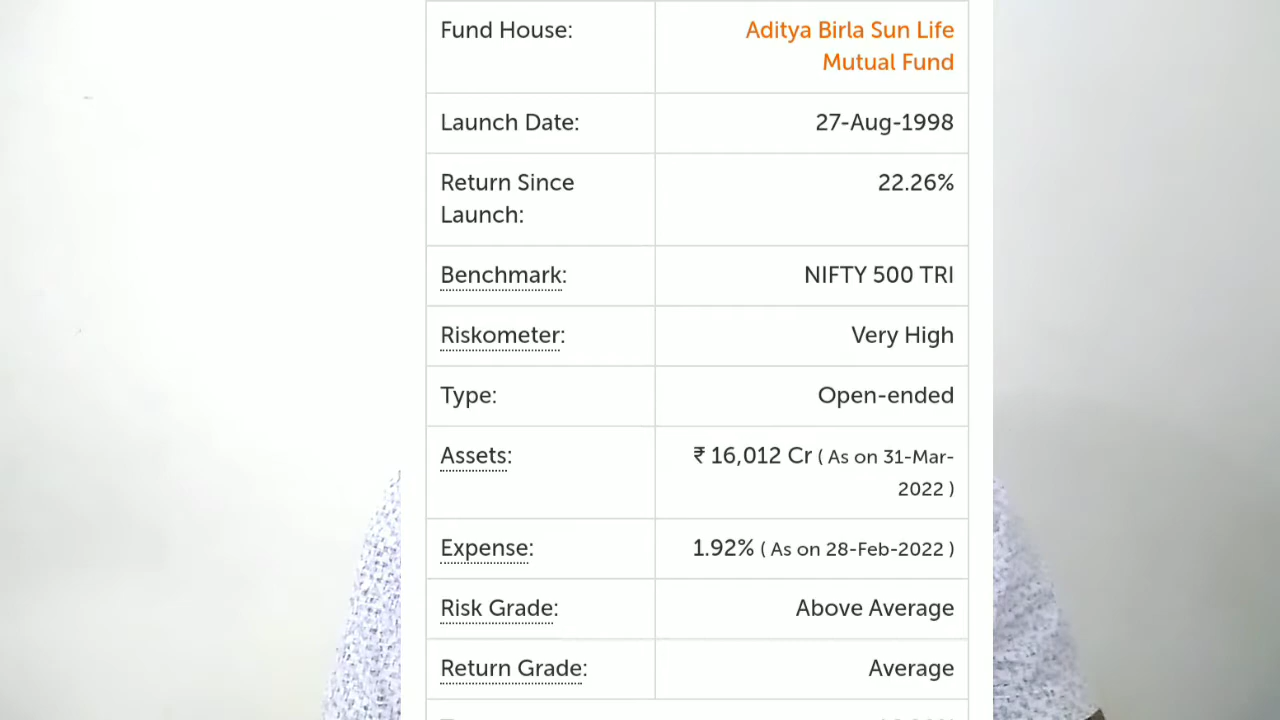 Fund House:
Aditya Birla Sun Life
Mutual Fund
Launch Date:
27-Aug-1998
Return Since
Launch:
22.26%
Benchmark:
NIFTY 500 TRI
Riskometer:
Very High
Type:
Open-ended
Assets:
₹ 16,012 Cr ( As on 31-Mar-
2022 )
Expense:
1.92% ( As on 28-Feb-2022 )
Risk Grade:
Above Average
Return Grade:
Average